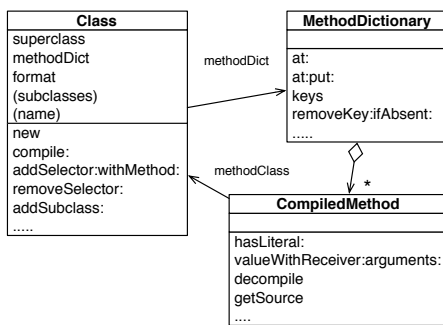 Class
superclass
methodDict
format
(subclasses)
(name)
new
compile:
addSelector:withMethod:
removeSelector:
addSubclass:
.....
methodDict
MethodDictionary
at:
at:put:
keys
removeKey:ifAbsent:
.....
methodClass
*
CompiledMethod
hasLiteral:
valueWithReceiver:arguments:
decompile
getSource
....